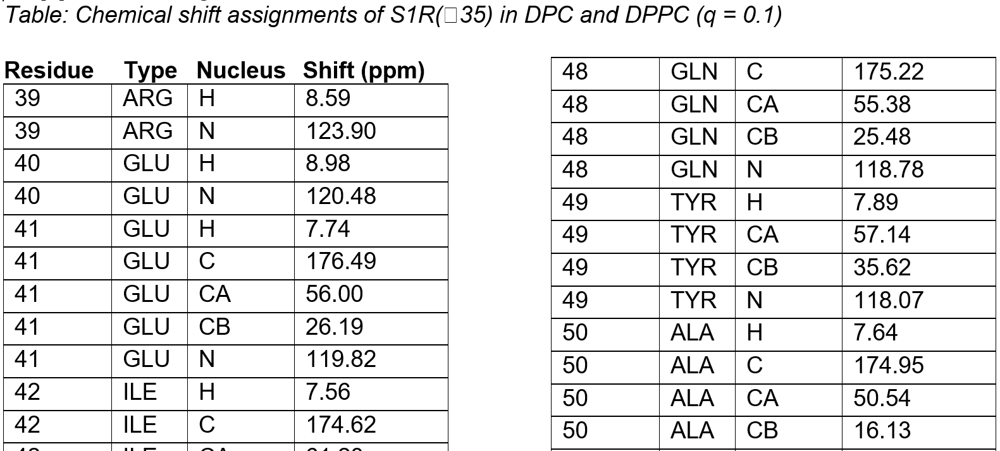 Table: Chemical shift assignments of S1R(□35) in DPC and DPPC (q = 0.1)
Residue Type Nucleus Shift (ppm)
39 ARG H 8.59
39 ARG N 123.90
40 GLU H 8.98
40 GLU N 120.48
41 GLU H 7.74
41 GLU C 176.49
41 GLU CA 56.00
41 GLU CB 26.19
41 GLU N 119.82
42 ILE H 7.56
42 ILE C 174.62
48 GLN C 175.22
48 GLN CA 55.38
48 GLN CB 25.48
48 GLN N 118.78
49 TYR H 7.89
49 TYR CA 57.14
49 TYR CB 35.62
49 TYR N 118.07
50 ALA H 7.64
50 ALA C 174.95
50 ALA CA 50.54
50 ALA CB 16.13